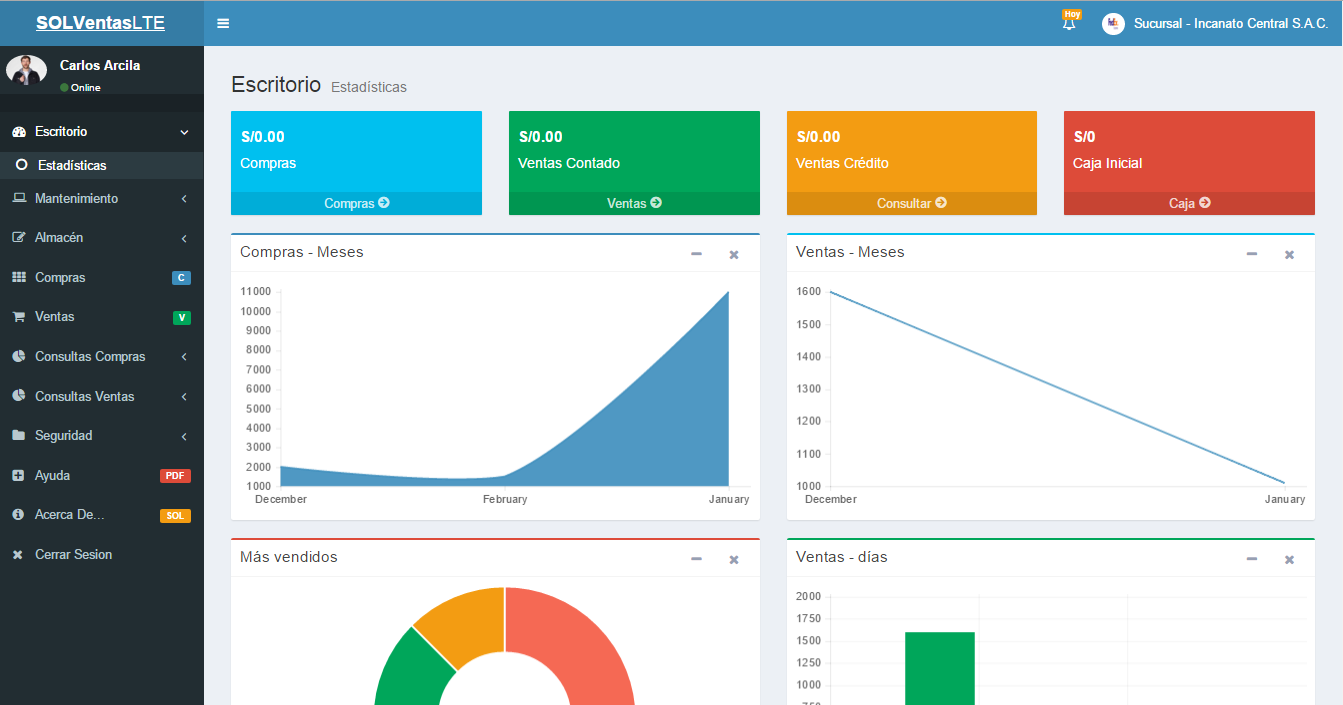 SOLVentasLTE
Hoy
Sucursal - Incanato Central S.A.C.
Carlos Arcila
Online
Escritorio
Estadísticas
Mantenimiento
Almacén
Compras C
Ventas V
Consultas Compras
Consultas Ventas
Seguridad
Ayuda PDF
Acerca De... SOL
Cerrar Sesion
Escritorio Estadísticas
S/0.00
Compras
Compras
S/0.00
Ventas Contado
Ventas
S/0.00
Ventas Crédito
Consultar
S/0
Caja Inicial
Caja
Compras - Meses
11000
10000
9000
8000
7000
6000
5000
4000
3000
2000
1000
December February January
Ventas - Meses
1600
1500
1400
1300
1200
1100
1000
December January
Más vendidos
Ventas - días
2000
1750
1500
1250
1000